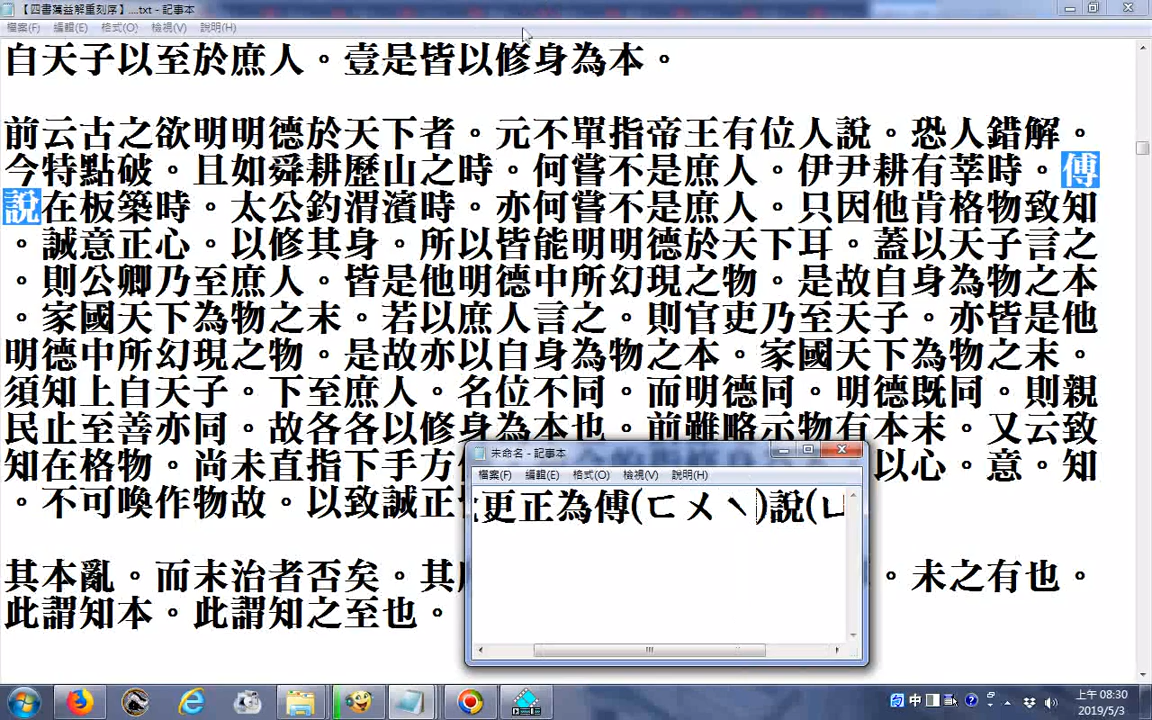 【四書蕅益解重刻序】....txt - 記事本
檔案(F) 編輯(E) 格式(O) 檢視(V) 說明(H)
自天子以至於庶人。壹是皆以修身為本。
前云古之欲明明德於天下者。元不單指帝王有位人說。恐人錯解。
今特點破。且如舜耕歷山之時。何嘗不是庶人。伊尹耕有莘時。傅
說在板築時。太公釣渭濱時。亦何嘗不是庶人。只因他肯格物致知
。誠意正心。以修其身。所以皆能明明德於天下耳。蓋以天子言之
。則公卿乃至庶人。皆是他明德中所幻現之物。是故自身為物之本
。家國天下為物之末。若以庶人言之。則官吏乃至天子。亦皆是他
明德中所幻現之物。是故亦以自身為物之本。家國天下為物之末。
須知上自天子。下至庶人。名位不同。而明德同。明德既同。則親
民止至善亦同。故各各以修身為本也。前雖略示物有本末。又云致
知在格物。尚未直指下手方 以心。意。知
。不可喚作物故。以致誠正
其本亂。而末治者否矣。其 。未之有也。
此謂知本。此謂知之至也。
未命名 - 記事本
檔案(F) 編輯(E) 格式(O) 檢視(V) 說明(H)
更正為傅(ㄈㄨˋ)說(ㄩ
中
上午 08:30
2019/5/3